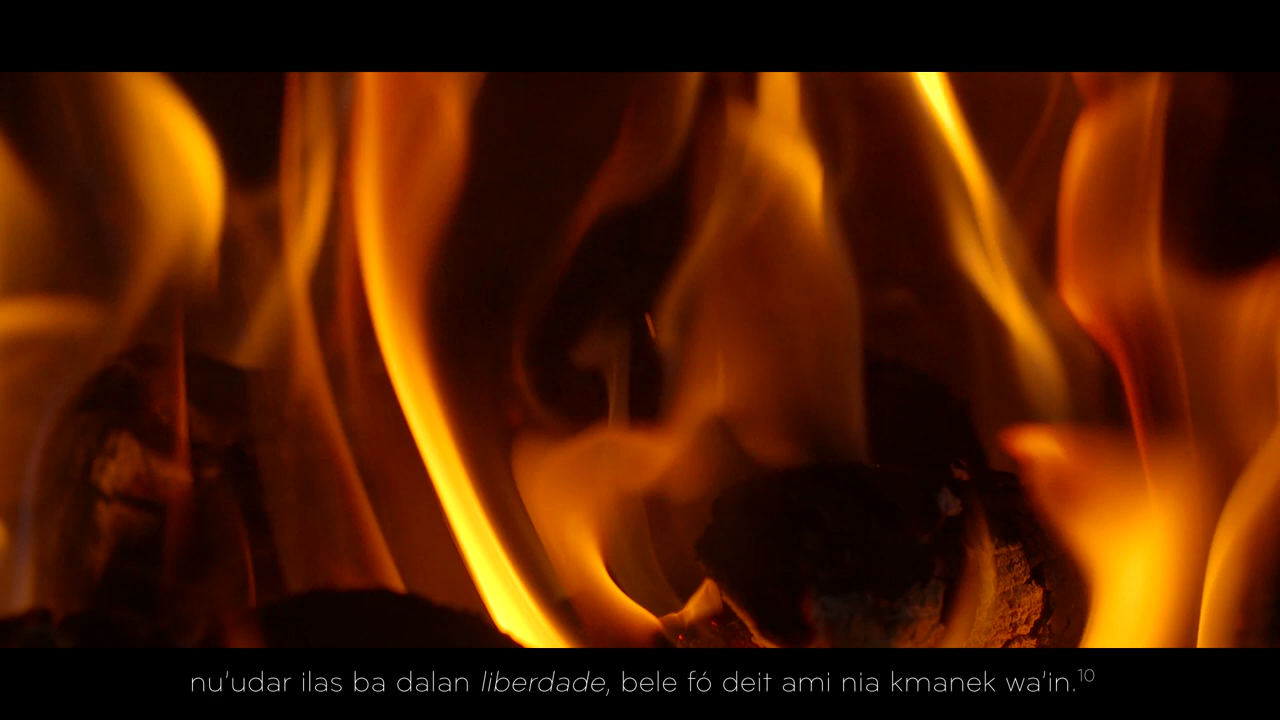 nu'udar ilas ba dalan liberdade, bele fó deit ami nia kmanek wa'in.10